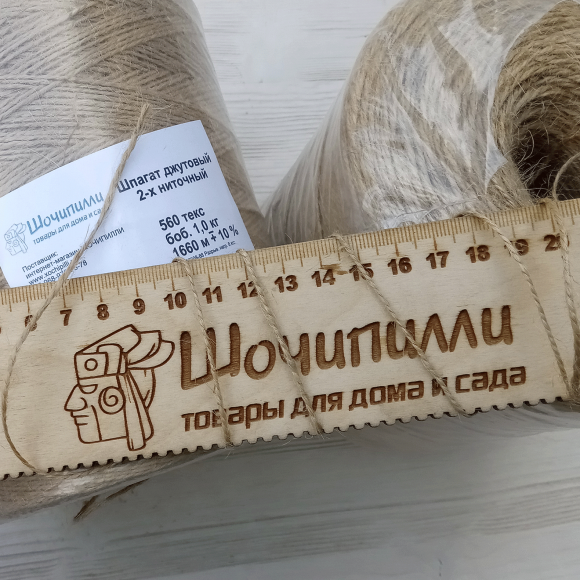 Шочипилли
товары для дома и сада
Шпагат джутовый
2-х ниточный
560 текс
боб. 1,0 кг
1660 м ∓ 10 %
Поставщик:
интернет-магазин ШОЧИПИЛЛИ
7 8 9 10 11 12 13 14 15 16 17 18 19 20
Шочипилли
товары для дома и сада